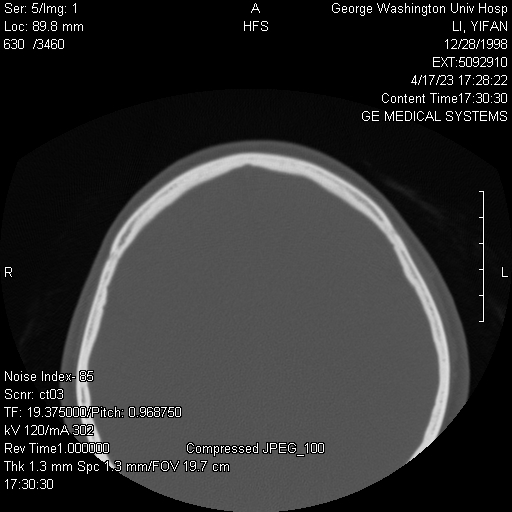 Ser: 5/Img: 1
Loc: 89.8 mm
630 /3460
A
HFS
George Washington Univ Hosp
LI, YIFAN
12/28/1998
EXT:5092910
4/17/23 17:28:22
Content Time17:30:30
GE MEDICAL SYSTEMS
R
L
Noise Index- 85
Scnr: ct03
TF: 19.375000/Pitch: 0.968750
kV 120/mA 302
Rev Time1.000000
Compressed JPEG_100
Thk 1.3 mm Spc 1.3 mm/FOV 19.7 cm
17:30:30